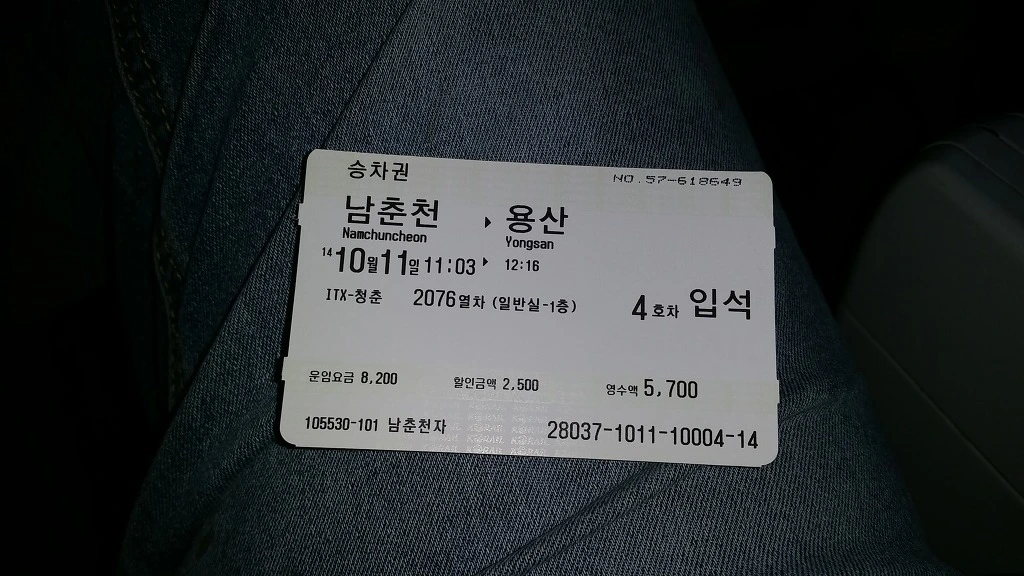 승차권 NO.57-618649
남춘천 ▶ 용산
Namchuncheon Yongsan
14 10월 11일 11:03 ▶ 12:16
ITX-청춘 2076열차 (일반실-1층) 4호차 입석
운임요금 8,200 할인금액 2,500 영수액 5,700
105530-101 남춘천자 28037-1011-10004-14
KORAIL